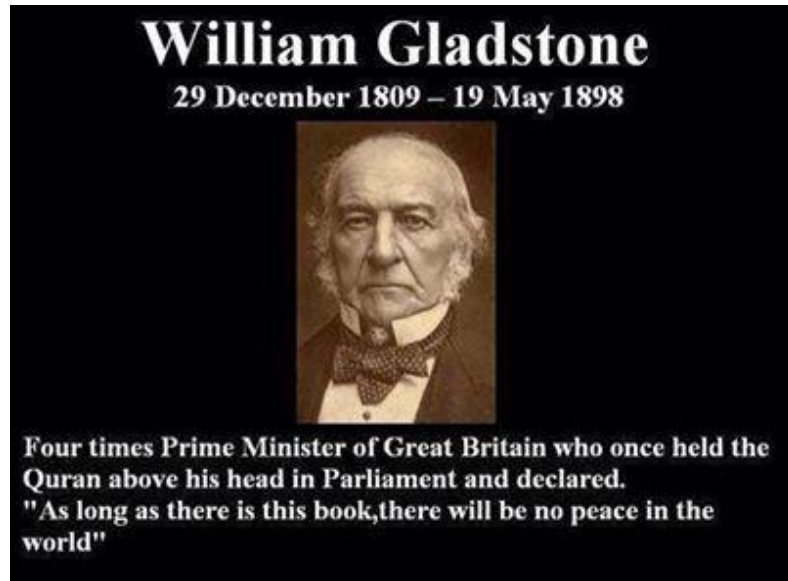 William Gladstone
29 December 1809 – 19 May 1898
Four times Prime Minister of Great Britain who once held the
Quran above his head in Parliament and declared.
"As long as there is this book,there will be no peace in the
world"